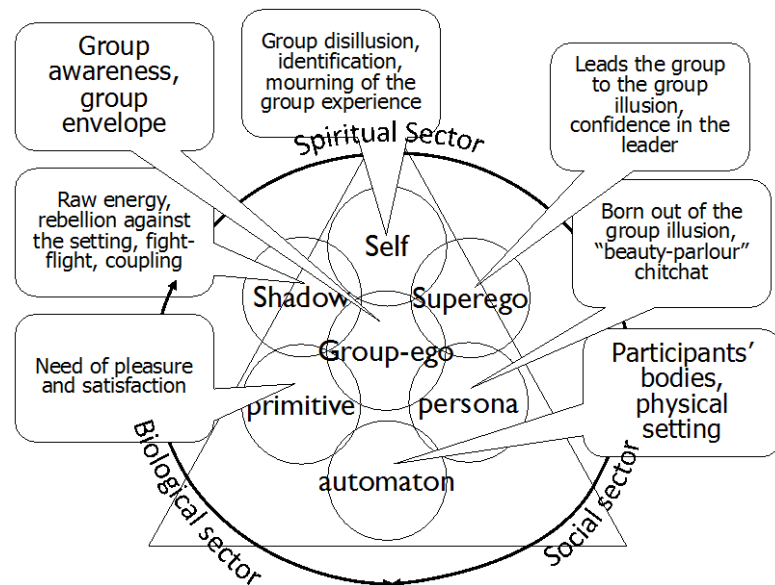 Group
awareness,
group
envelope
Group disillusion,
identification,
mourning of the
group experience
Leads the group
to the group
illusion,
confidence in the
leader
Spiritual Sector
Raw energy,
rebellion against
the setting, fight-
flight, coupling
Born out of the
group illusion,
“beauty-parlour”
chitchat
Self
Shadow
Superego
Group-ego
Need of pleasure
and satisfaction
Participants’
bodies,
physical
setting
primitive
persona
automaton
Biological sector
Social sector